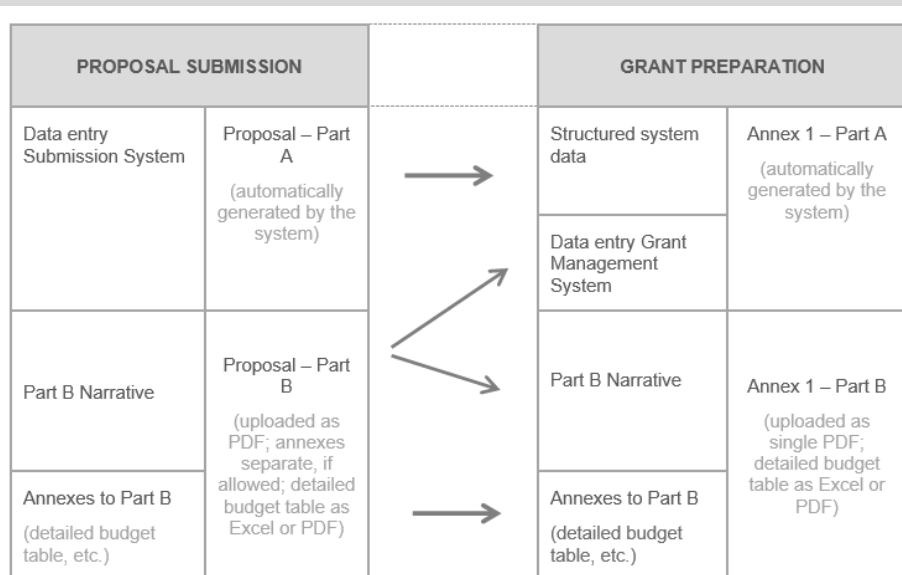 PROPOSAL SUBMISSION
GRANT PREPARATION
Data entry
Submission System
Proposal – Part
A
(automatically
generated by the
system)
Structured system
data
Annex 1 – Part A
(automatically
generated by the
system)
Data entry Grant
Management
System
Part B Narrative
Proposal – Part
B
(uploaded as
PDF; annexes
separate, if
allowed; detailed
budget table as
Excel or PDF)
Part B Narrative
Annex 1 – Part B
(uploaded as
single PDF;
detailed budget
table as Excel or
PDF)
Annexes to Part B
(detailed budget
table, etc.)
Annexes to Part B
(detailed budget
table, etc.)